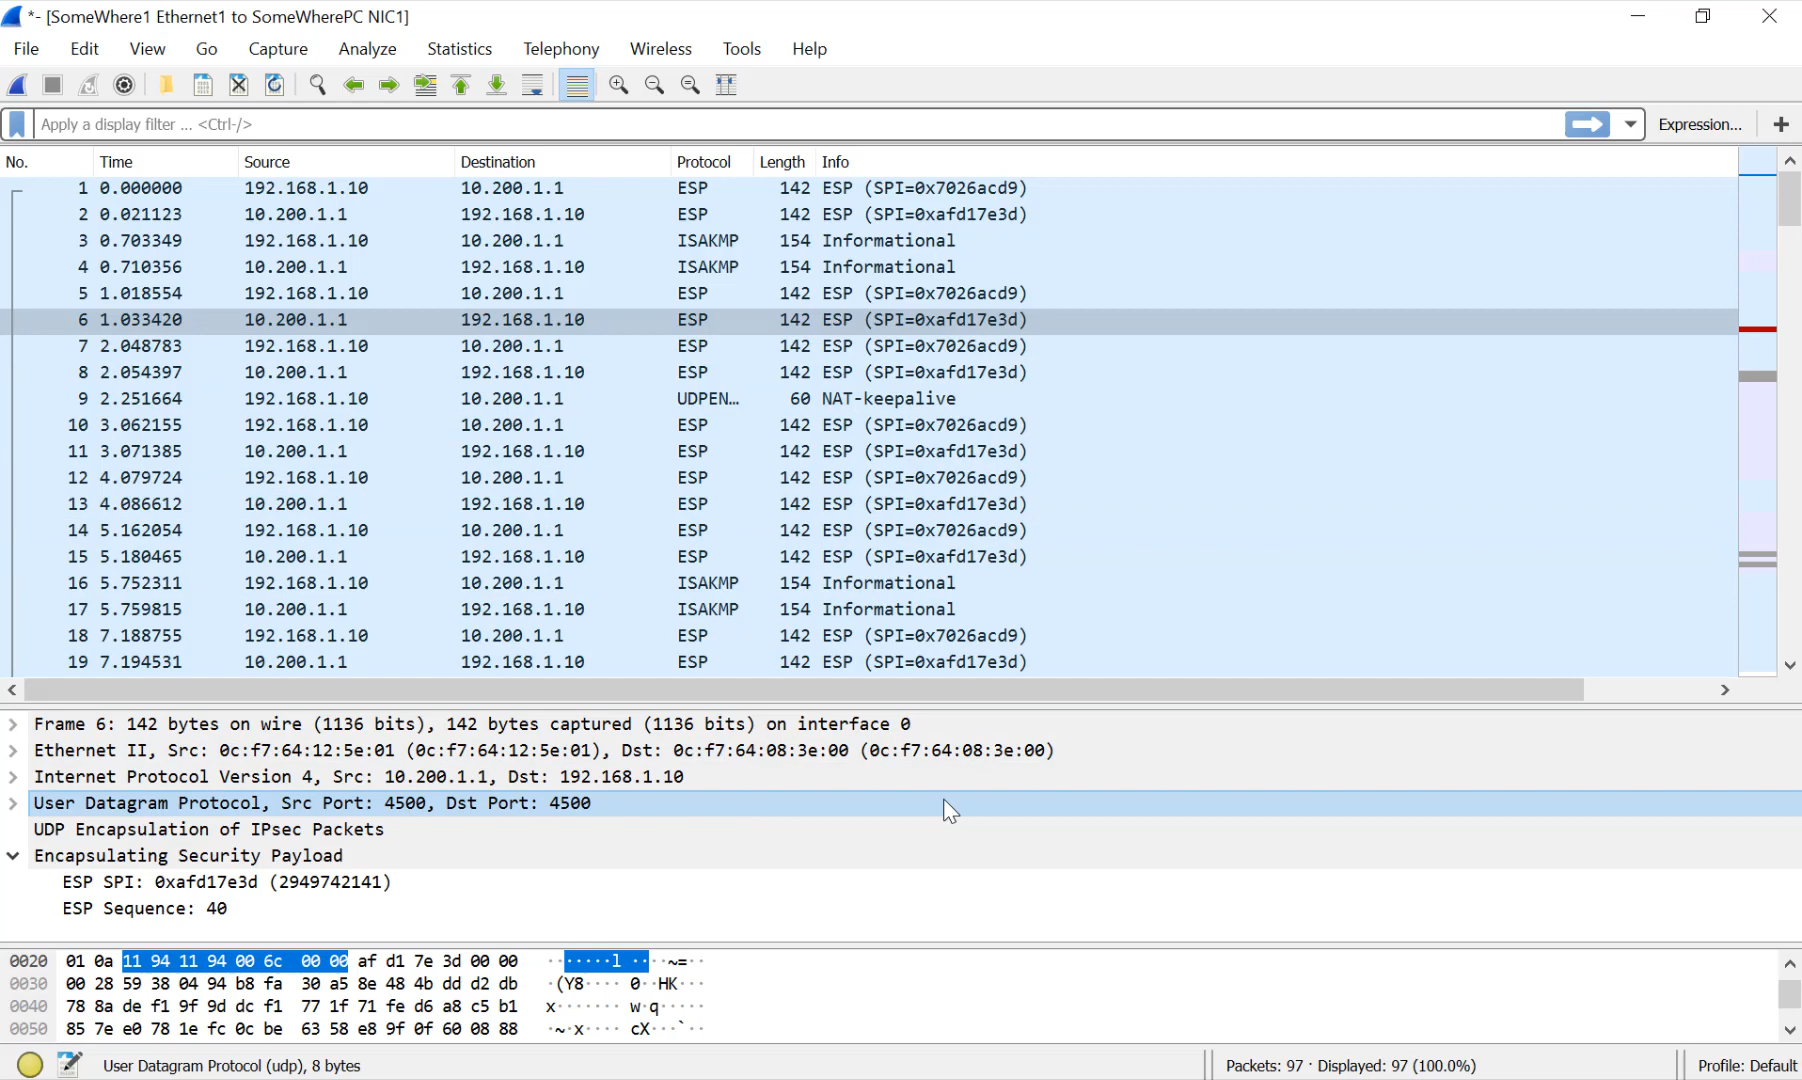 *- [SomeWhere1 Ethernet1 to SomeWherePC NIC1]
File Edit View Go Capture Analyze Statistics Telephony Wireless Tools Help
Apply a display filter ... <Ctrl-/> Expression... +
No. Time Source Destination Protocol Length Info
1 0.000000 192.168.1.10 10.200.1.1 ESP 142 ESP (SPI=0x7026acd9)
2 0.021123 10.200.1.1 192.168.1.10 ESP 142 ESP (SPI=0xafd17e3d)
3 0.703349 192.168.1.10 10.200.1.1 ISAKMP 154 Informational
4 0.710356 10.200.1.1 192.168.1.10 ISAKMP 154 Informational
5 1.018554 192.168.1.10 10.200.1.1 ESP 142 ESP (SPI=0x7026acd9)
6 1.033420 10.200.1.1 192.168.1.10 ESP 142 ESP (SPI=0xafd17e3d)
7 2.048783 192.168.1.10 10.200.1.1 ESP 142 ESP (SPI=0x7026acd9)
8 2.054397 10.200.1.1 192.168.1.10 ESP 142 ESP (SPI=0xafd17e3d)
9 2.251664 192.168.1.10 10.200.1.1 UDPEN… 60 NAT-keepalive
10 3.062155 192.168.1.10 10.200.1.1 ESP 142 ESP (SPI=0x7026acd9)
11 3.071385 10.200.1.1 192.168.1.10 ESP 142 ESP (SPI=0xafd17e3d)
12 4.079724 192.168.1.10 10.200.1.1 ESP 142 ESP (SPI=0x7026acd9)
13 4.086612 10.200.1.1 192.168.1.10 ESP 142 ESP (SPI=0xafd17e3d)
14 5.162054 192.168.1.10 10.200.1.1 ESP 142 ESP (SPI=0x7026acd9)
15 5.180465 10.200.1.1 192.168.1.10 ESP 142 ESP (SPI=0xafd17e3d)
16 5.752311 192.168.1.10 10.200.1.1 ISAKMP 154 Informational
17 5.759815 10.200.1.1 192.168.1.10 ISAKMP 154 Informational
18 7.188755 192.168.1.10 10.200.1.1 ESP 142 ESP (SPI=0x7026acd9)
19 7.194531 10.200.1.1 192.168.1.10 ESP 142 ESP (SPI=0xafd17e3d)
Frame 6: 142 bytes on wire (1136 bits), 142 bytes captured (1136 bits) on interface 0
Ethernet II, Src: 0c:f7:64:12:5e:01 (0c:f7:64:12:5e:01), Dst: 0c:f7:64:08:3e:00 (0c:f7:64:08:3e:00)
Internet Protocol Version 4, Src: 10.200.1.1, Dst: 192.168.1.10
User Datagram Protocol, Src Port: 4500, Dst Port: 4500
UDP Encapsulation of IPsec Packets
Encapsulating Security Payload
ESP SPI: 0xafd17e3d (2949742141)
ESP Sequence: 40
0020 01 0a 11 94 11 94 00 6c 00 00 af d1 7e 3d 00 00 ·······l ····~=··
0030 00 28 59 38 04 94 b8 fa 30 a5 8e 48 4b dd d2 db ·(Y8···· 0··HK···
0040 78 8a de f1 9f 9d dc f1 77 1f 71 fe d6 a8 c5 b1 x······· w·q·····
0050 85 7e e0 78 1e fc 0c be 63 58 e8 9f 0f 60 08 88 ·~·x···· cX···`··
User Datagram Protocol (udp), 8 bytes Packets: 97 · Displayed: 97 (100.0%) Profile: Default